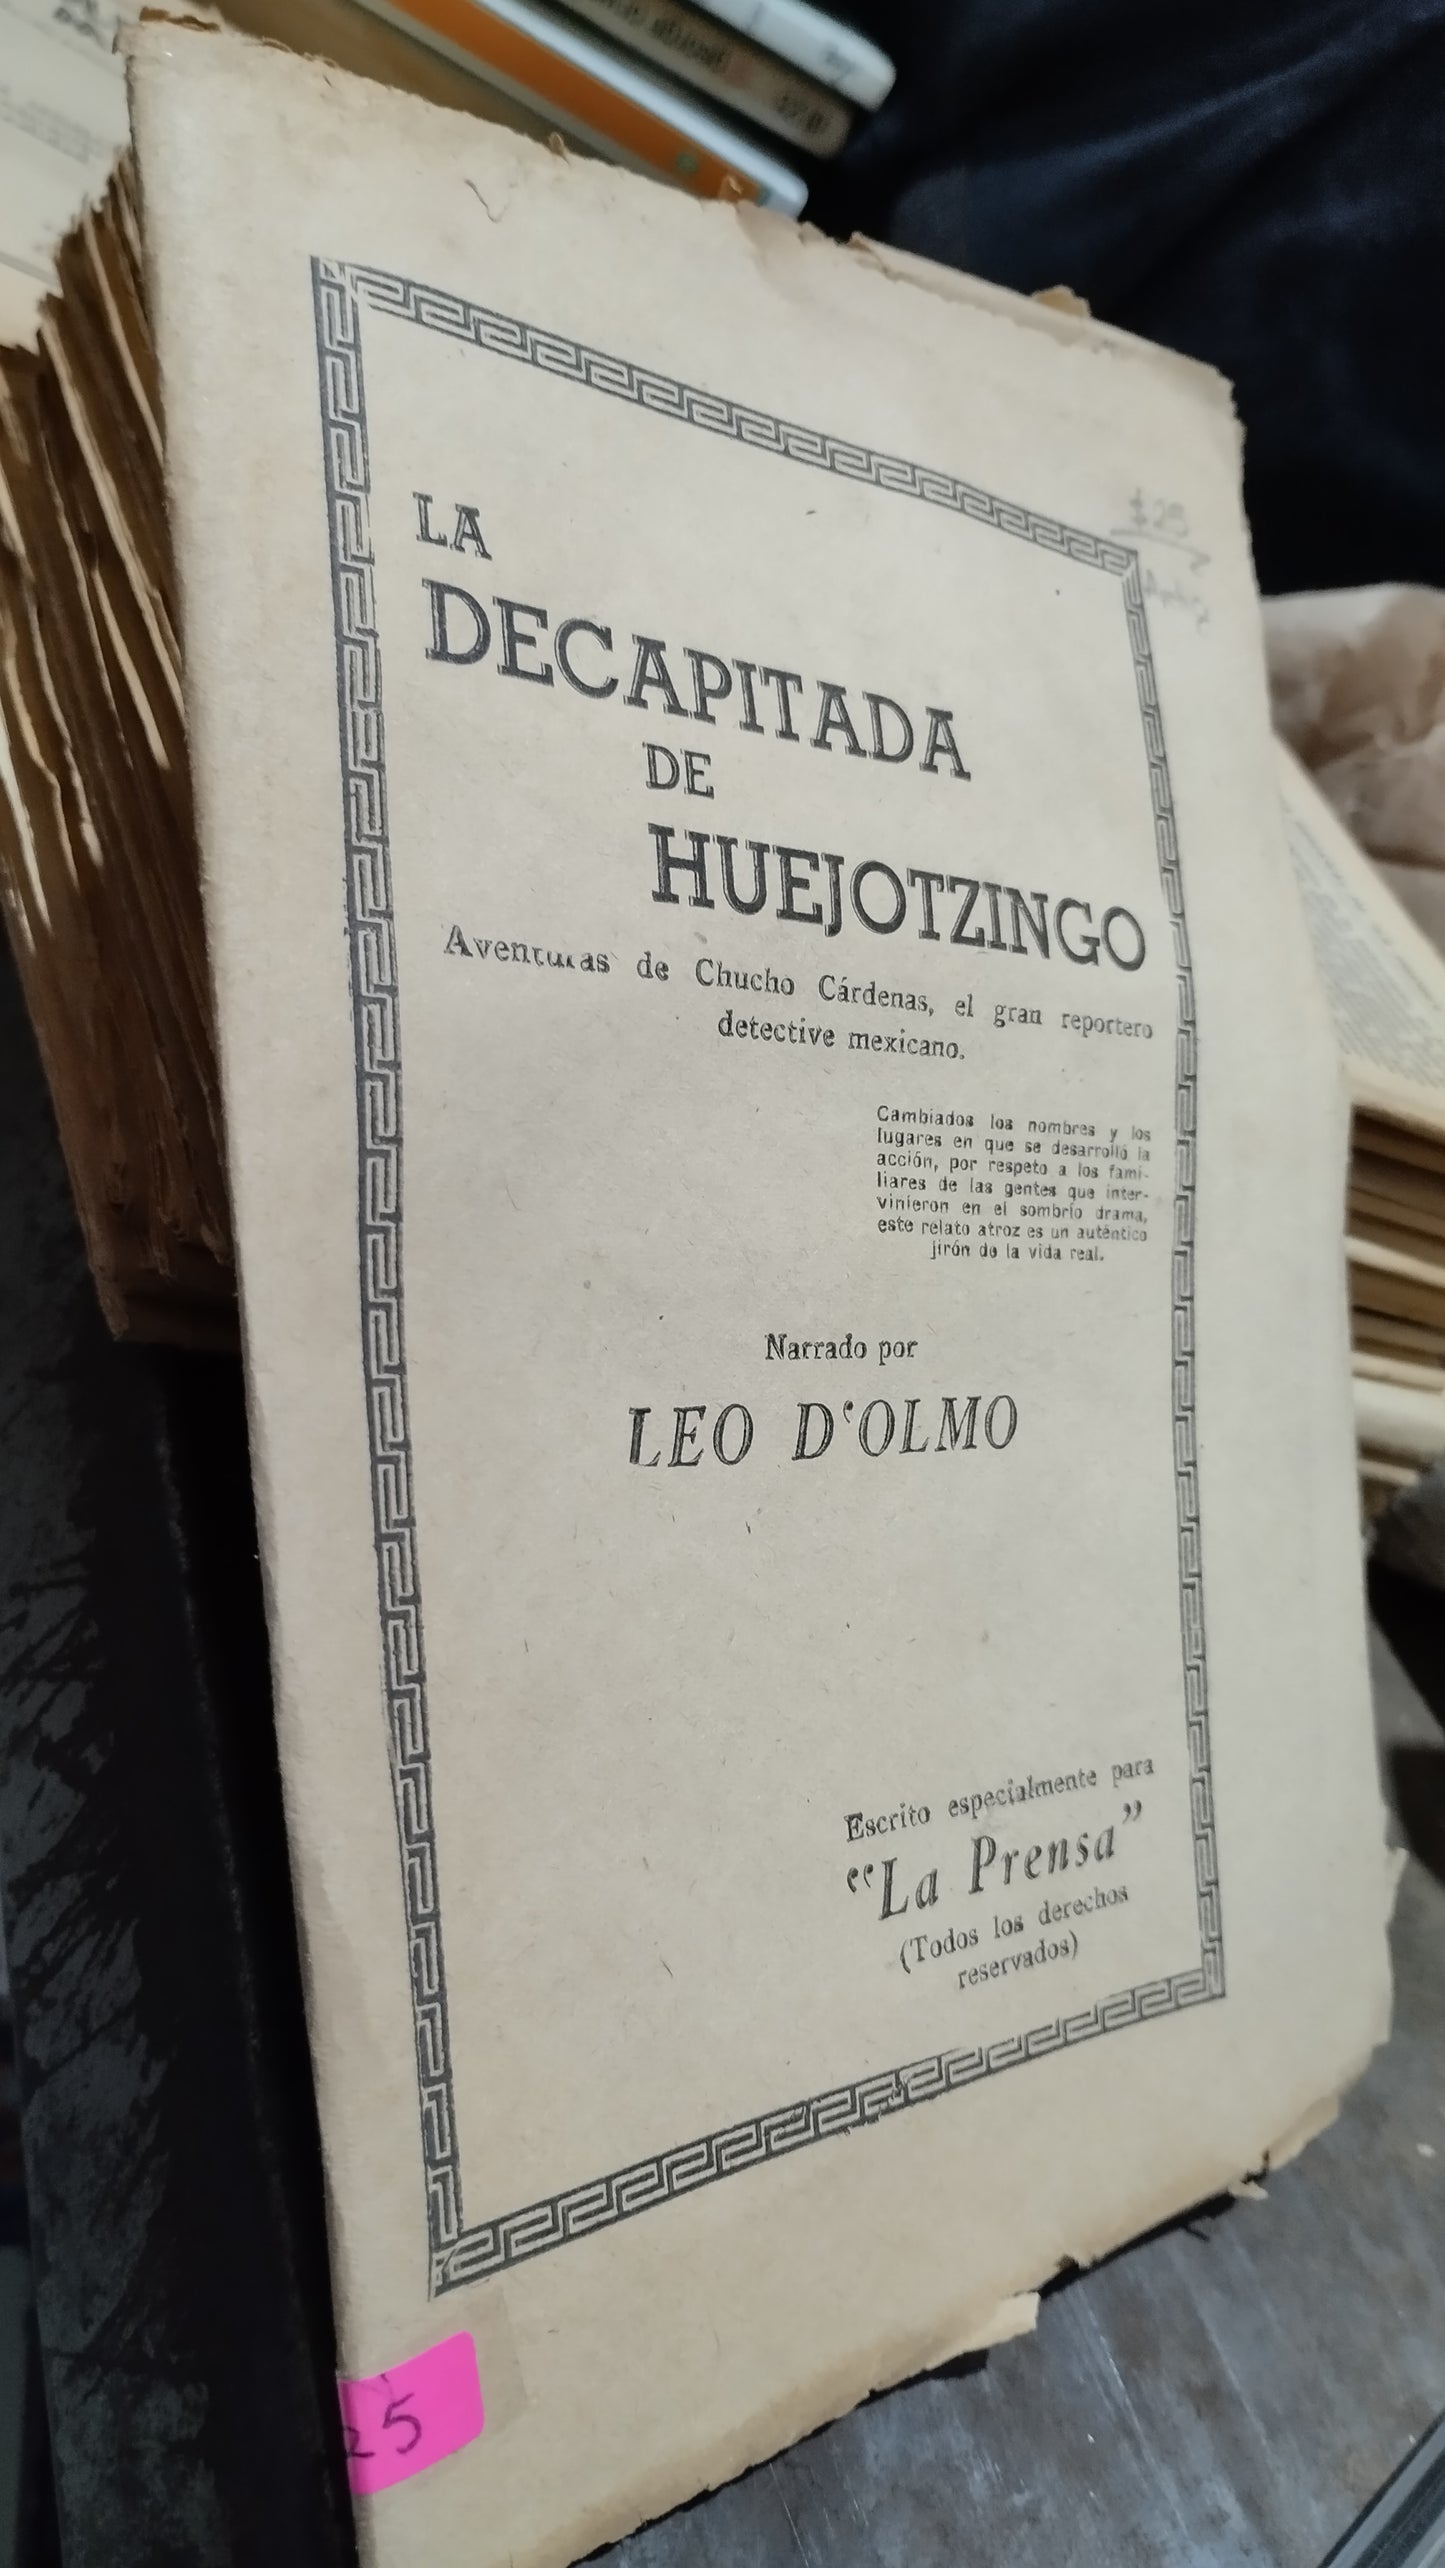 $25
LA
DECAPITADA
DE
HUEJOTZINGO
Aventuras de Chucho Cárdenas, el gran reportero
detective mexicano.
Cambiados los nombres y los
lugares en que se desarrolló la
acción, por respeto a los fami-
liares de las gentes que inter-
vinieron en el sombrío drama,
este relato atroz es un auténtico
jirón de la vida real.
Narrado por
LEO D'OLMO
Escrito especialmente para
"La Prensa"
(Todos los derechos
reservados)
25